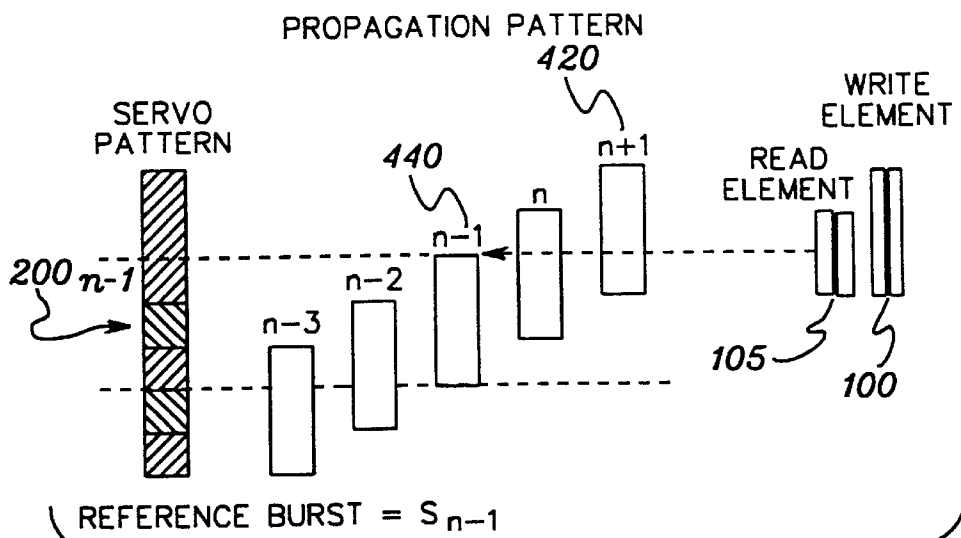 PROPAGATION PATTERN
420
WRITE
ELEMENT
SERVO
PATTERN
440
n+1
READ
ELEMENT
n
n-1
200 n-1
n-2
n-3
105
100
REFERENCE BURST = S n-1